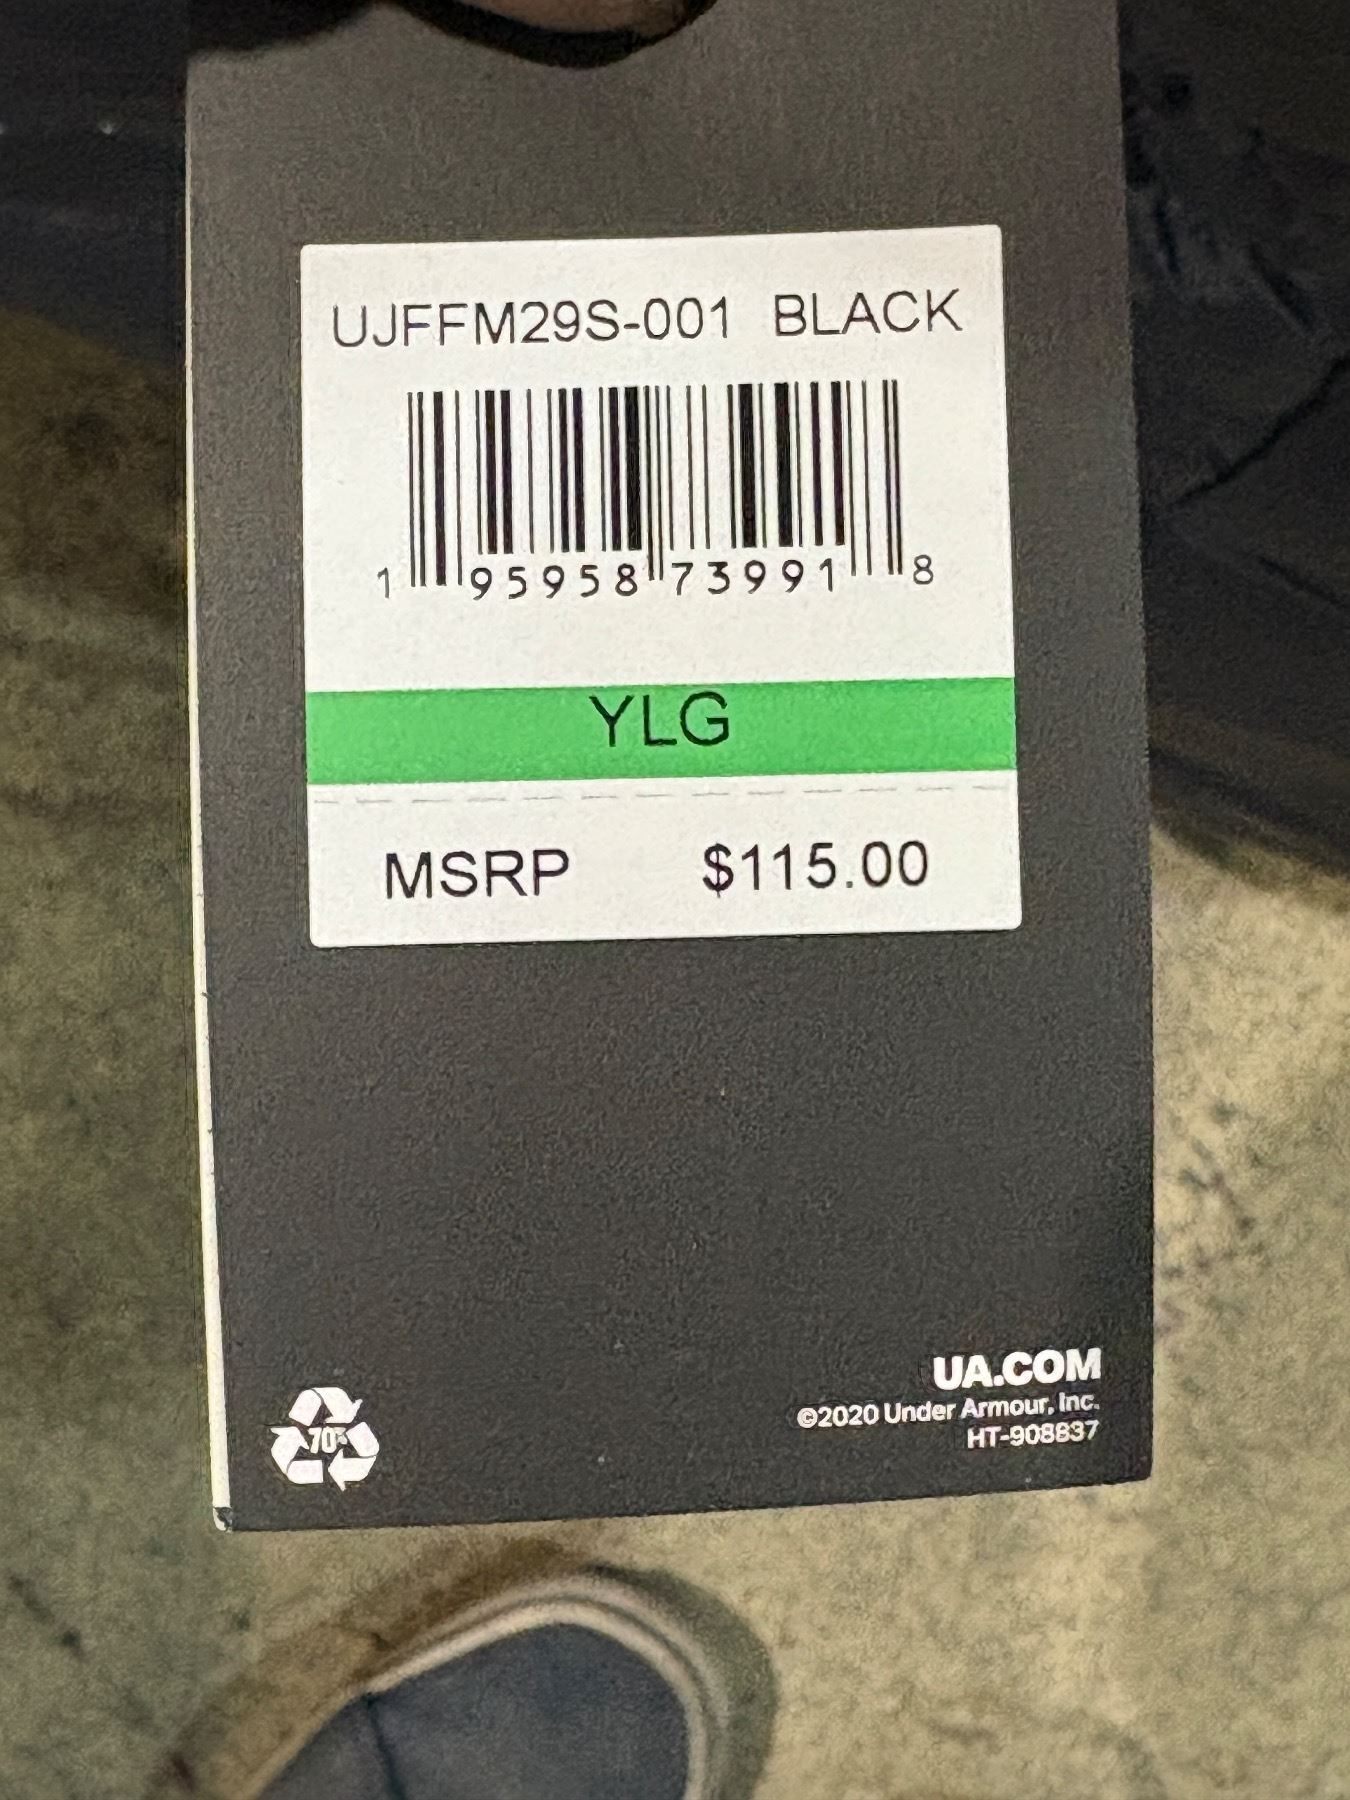 UJFFM29S-001 BLACK
1 95958 73991 8
YLG
MSRP $115.00
70%
UA.COM
©2020 Under Armour, Inc.
HT-908837